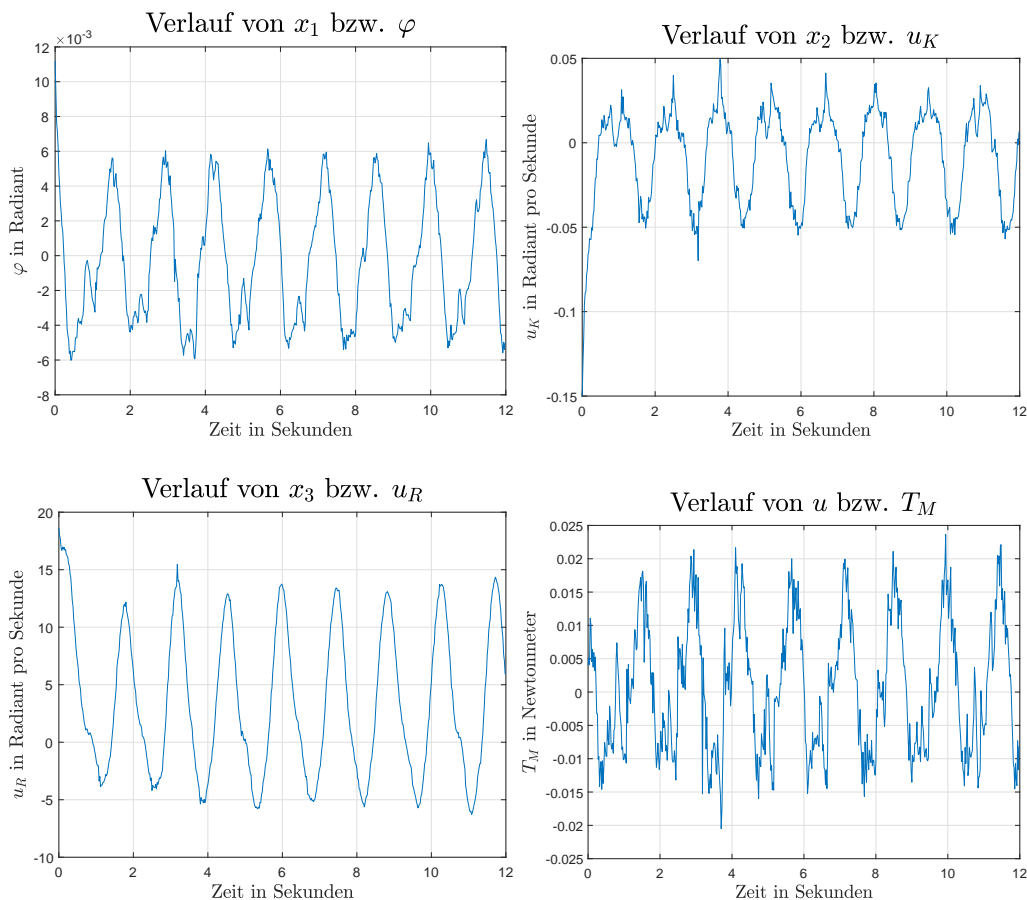 Verlauf von x₁ bzw. φ
×10⁻³
12
10
8
6
4
2
0
-2
-4
-6
-8
φ in Radiant
0 2 4 6 8 10 12
Zeit in Sekunden
Verlauf von x₂ bzw. u_K
0.05
0
-0.05
-0.1
-0.15
u_K in Radiant pro Sekunde
0 2 4 6 8 10 12
Zeit in Sekunden
Verlauf von x₃ bzw. u_R
20
15
10
5
0
-5
-10
u_R in Radiant pro Sekunde
0 2 4 6 8 10 12
Zeit in Sekunden
Verlauf von u bzw. T_M
0.025
0.02
0.015
0.01
0.005
0
-0.005
-0.01
-0.015
-0.02
-0.025
T_M in Newtonmeter
0 2 4 6 8 10 12
Zeit in Sekunden